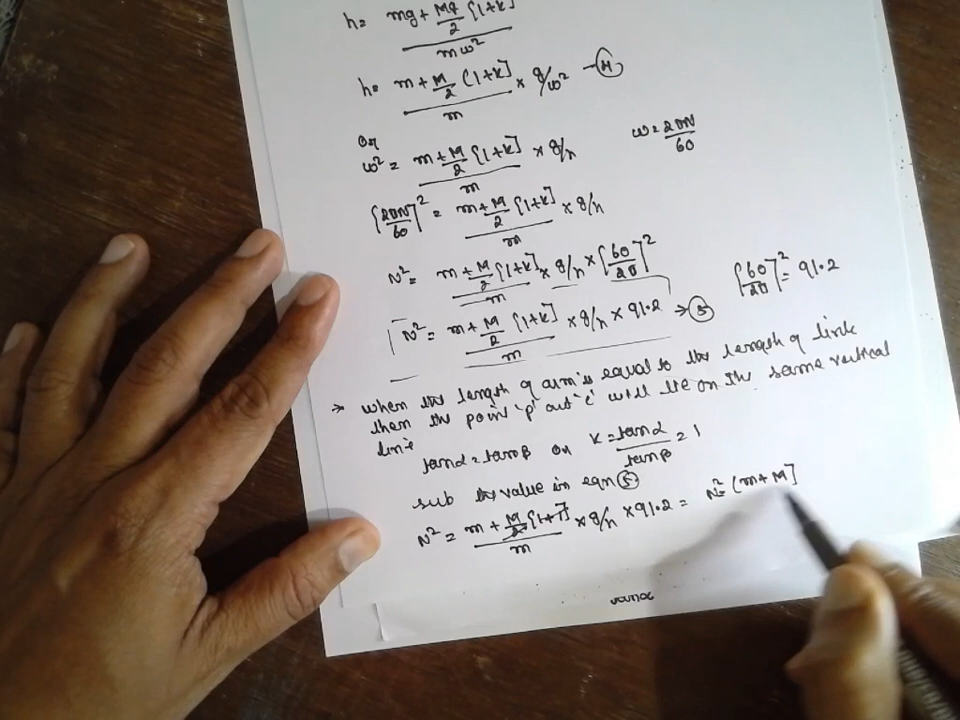 h= mg + Mg/2 [1+k] / mω²
h= m + M/2 [1+k] / m × g/ω² - (4)
Or
ω² = m + M/2 [1+k] / m × g/h ω = 2πN/60
[2πN/60]² = m + M/2 [1+k] / m × g/h
N² = m + M/2 [1+k] / m × g/h × [60/2π]²
N² = m + M/2 [1+k] / m × g/h × 91.2 → (5) [60/2π]² = 91.2
→ when the length of arm is equal to the length of link
then the point 'p' and 'c' will lie on the same vertical
line
tanα = tanβ or k = tanα/tanβ = 1
sub the value in eqn (5)
N² = m + M/2 [1+1] / m × g/h × 91.2 = N² = [m + M]